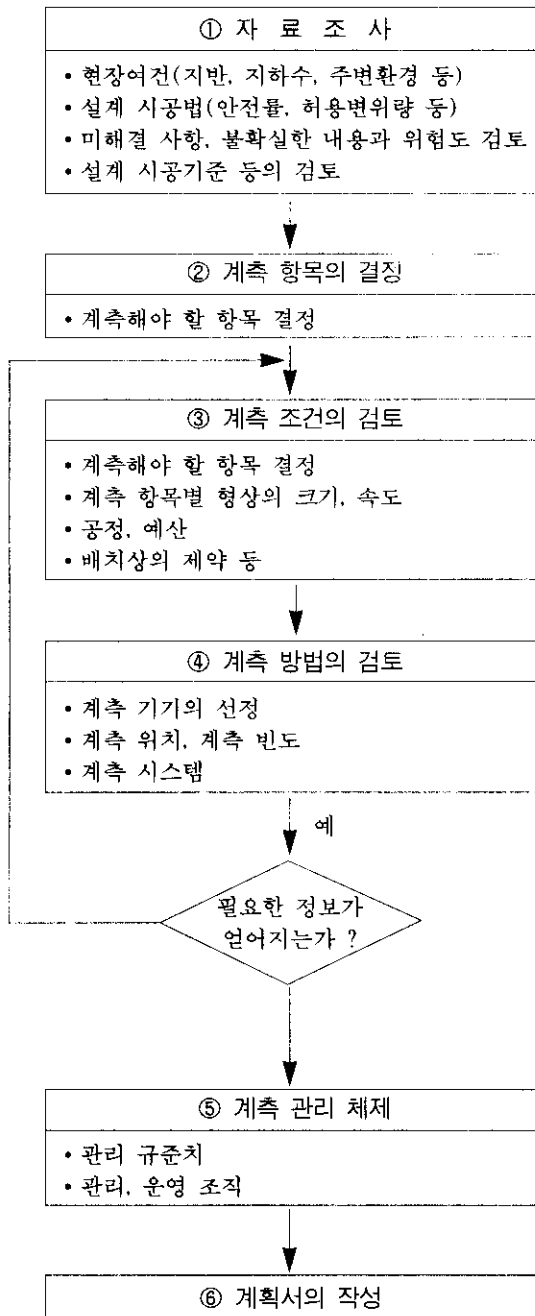 ① 자 료 조 사
• 현장여건(지반, 지하수, 주변환경 등)
• 설계 시공법(안전률, 허용변위량 등)
• 미해결 사항, 불확실한 내용과 위험도 검토
• 설계 시공기준 등의 검토
② 계측 항목의 결정
• 계측해야 할 항목 결정
③ 계측 조건의 검토
• 계측해야 할 항목 결정
• 계측 항목별 형상의 크기, 속도
• 공정, 예산
• 배치상의 제약 등
④ 계측 방법의 검토
• 계측 기기의 선정
• 계측 위치, 계측 빈도
• 계측 시스템
예
필요한 정보가
얻어지는가 ?
⑤ 계측 관리 체제
• 관리 규준치
• 관리, 운영 조직
⑥ 계획서의 작성